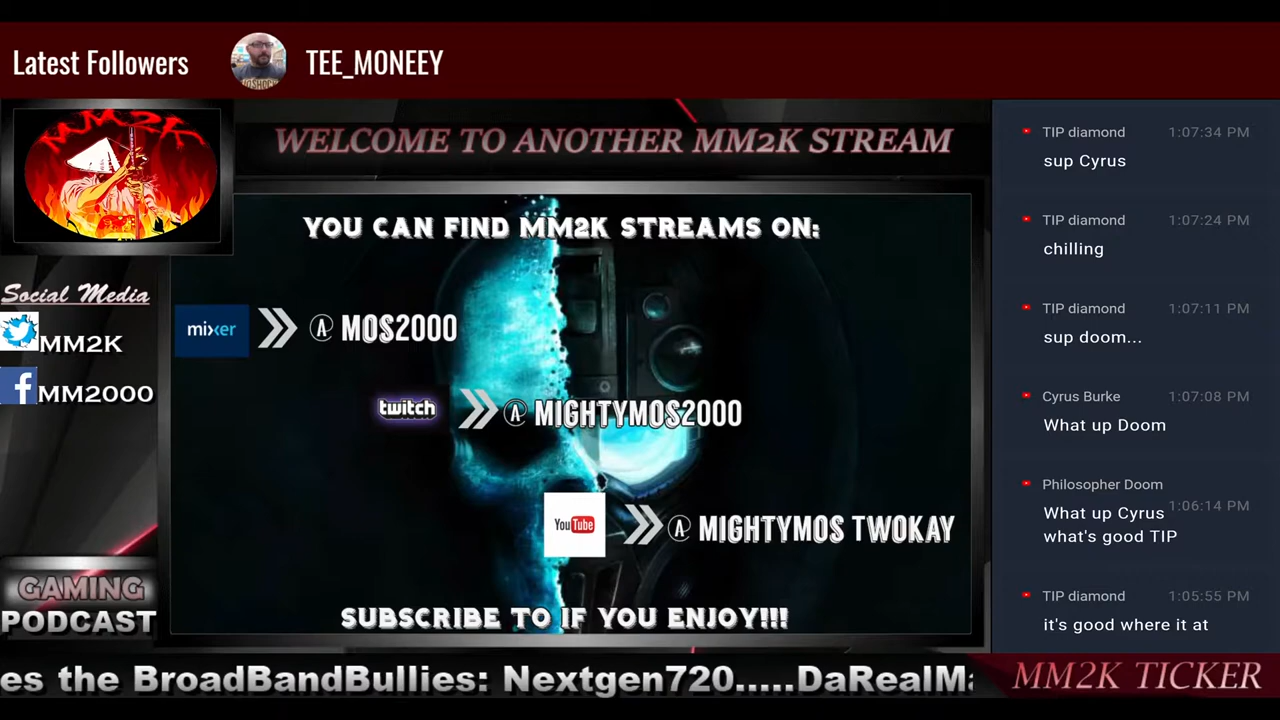 Latest Followers
TEE_MONEEY
MM2K
WELCOME TO ANOTHER MM2K STREAM
YOU CAN FIND MM2K STREAMS ON:
mixer
@ MOS2000
twitch
@ MIGHTYMOS2000
YouTube
@ MIGHTYMOS TWOKAY
SUBSCRIBE TO IF YOU ENJOY!!!
Social Media
MM2K
f MM2000
GAMING
PODCAST
TIP diamond 1:07:34 PM
sup Cyrus
TIP diamond 1:07:24 PM
chilling
TIP diamond 1:07:11 PM
sup doom...
Cyrus Burke 1:07:08 PM
What up Doom
Philosopher Doom 1:06:14 PM
What up Cyrus
what's good TIP
TIP diamond 1:05:55 PM
it's good where it at
es the BroadBandBullies: Nextgen720.....DaRealMa
MM2K TICKER